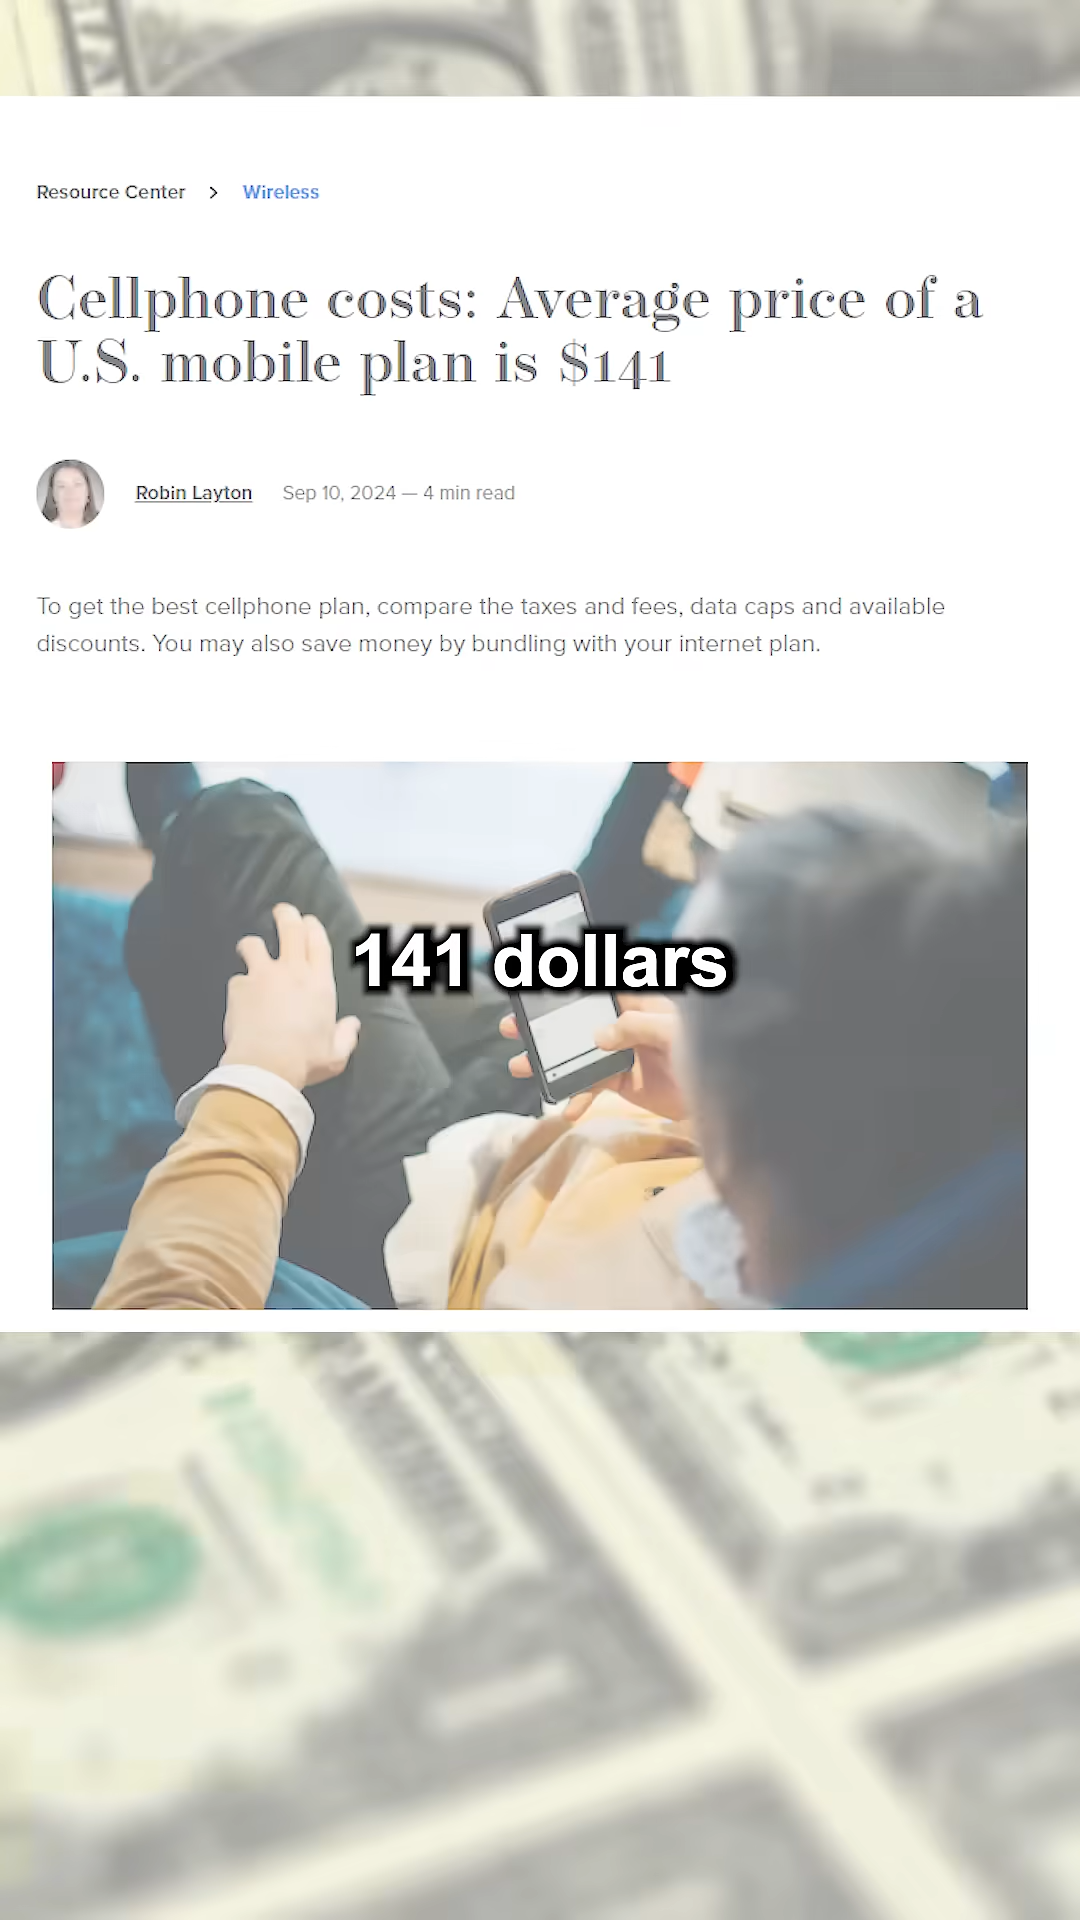 Resource Center > Wireless
Cellphone costs: Average price of a
U.S. mobile plan is $141
Robin Layton Sep 10, 2024 — 4 min read
To get the best cellphone plan, compare the taxes and fees, data caps and available
discounts. You may also save money by bundling with your internet plan.
141 dollars